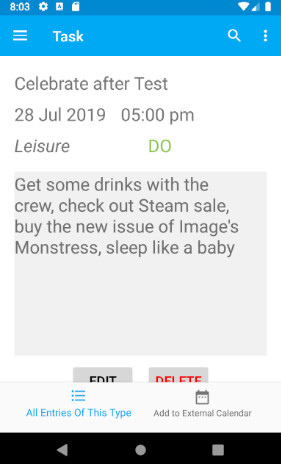 8:03
Task
Celebrate after Test
28 Jul 2019 05:00 pm
Leisure DO
Get some drinks with the
crew, check out Steam sale,
buy the new issue of Image's
Monstress, sleep like a baby
EDIT DELETE
All Entries Of This Type Add to External Calendar